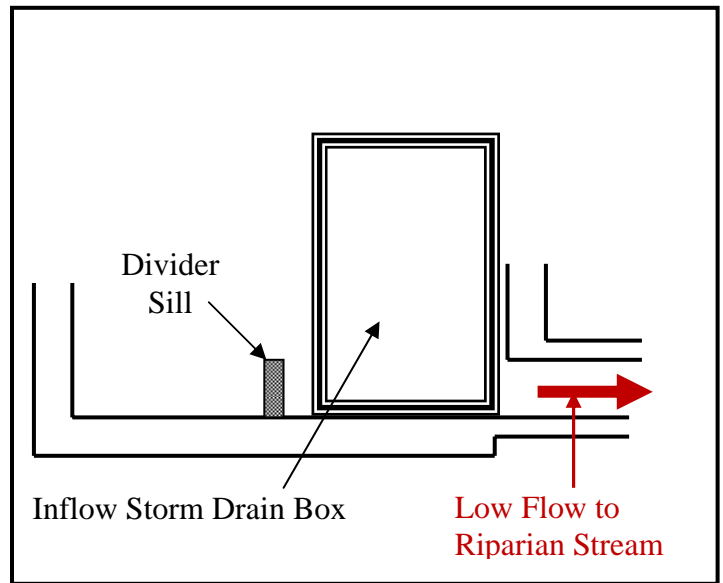 Divider
Sill
Inflow Storm Drain Box
Low Flow to
Riparian Stream